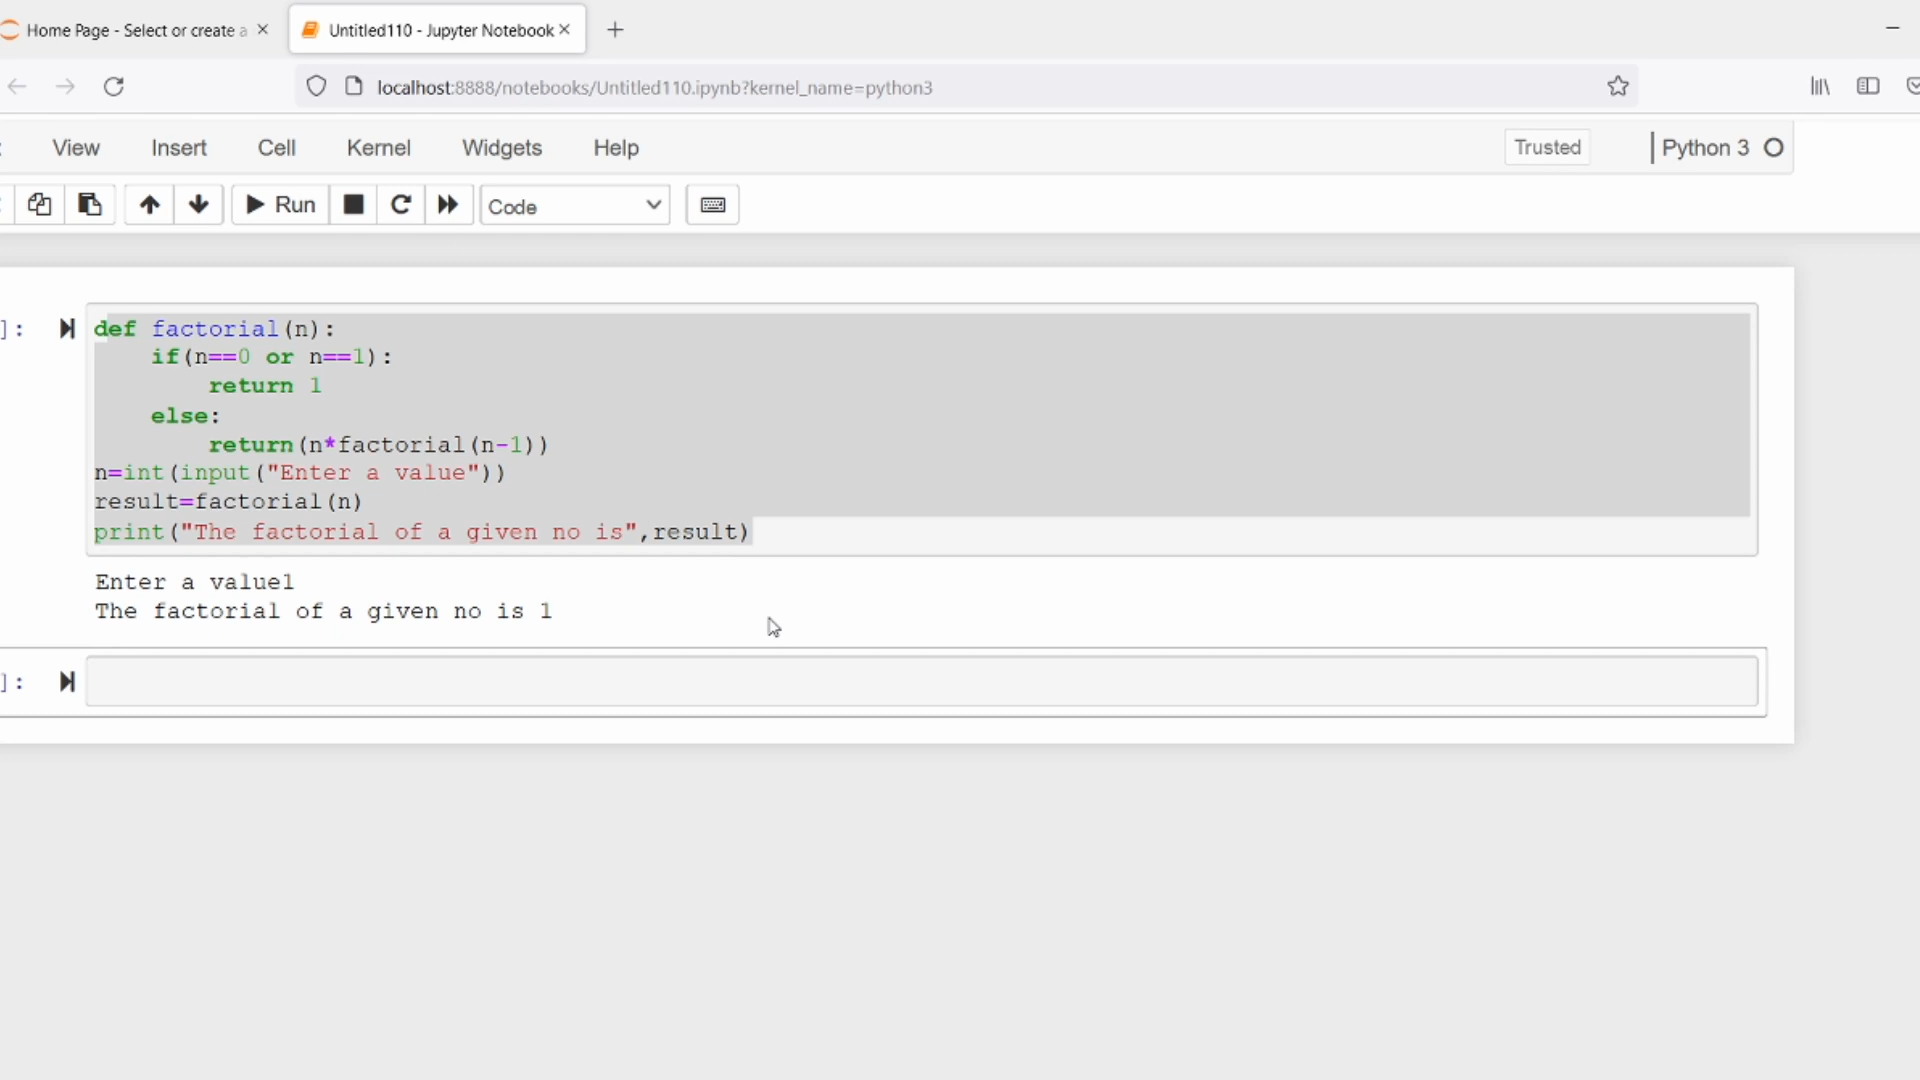 Home Page - Select or create a
Untitled110 - Jupyter Notebook
localhost:8888/notebooks/Untitled110.ipynb?kernel_name=python3
View Insert Cell Kernel Widgets Help Trusted Python 3
Run Code
]: def factorial(n):
    if(n==0 or n==1):
        return 1
    else:
        return(n*factorial(n-1))
n=int(input("Enter a value"))
result=factorial(n)
print("The factorial of a given no is",result)
Enter a value1
The factorial of a given no is 1
]: